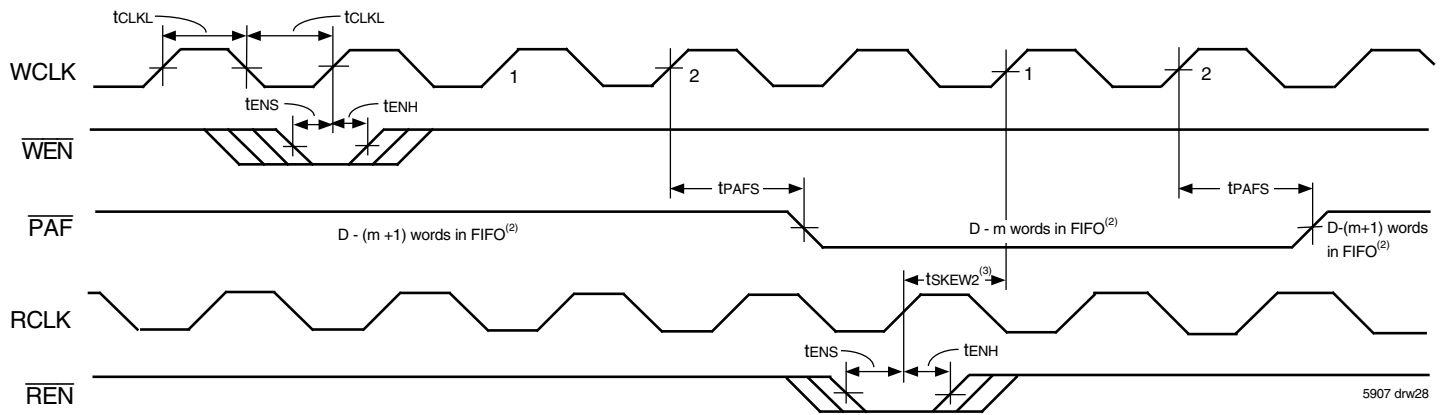 tCLKL
tCLKL
WCLK
1
2
1
2
tENS
tENH
WEN
tPAFS
tPAFS
PAF
D - (m +1) words in FIFO(2)
D - m words in FIFO(2)
D-(m+1) words
in FIFO(2)
tSKEW2(3)
RCLK
tENS
tENH
REN
5907 drw28